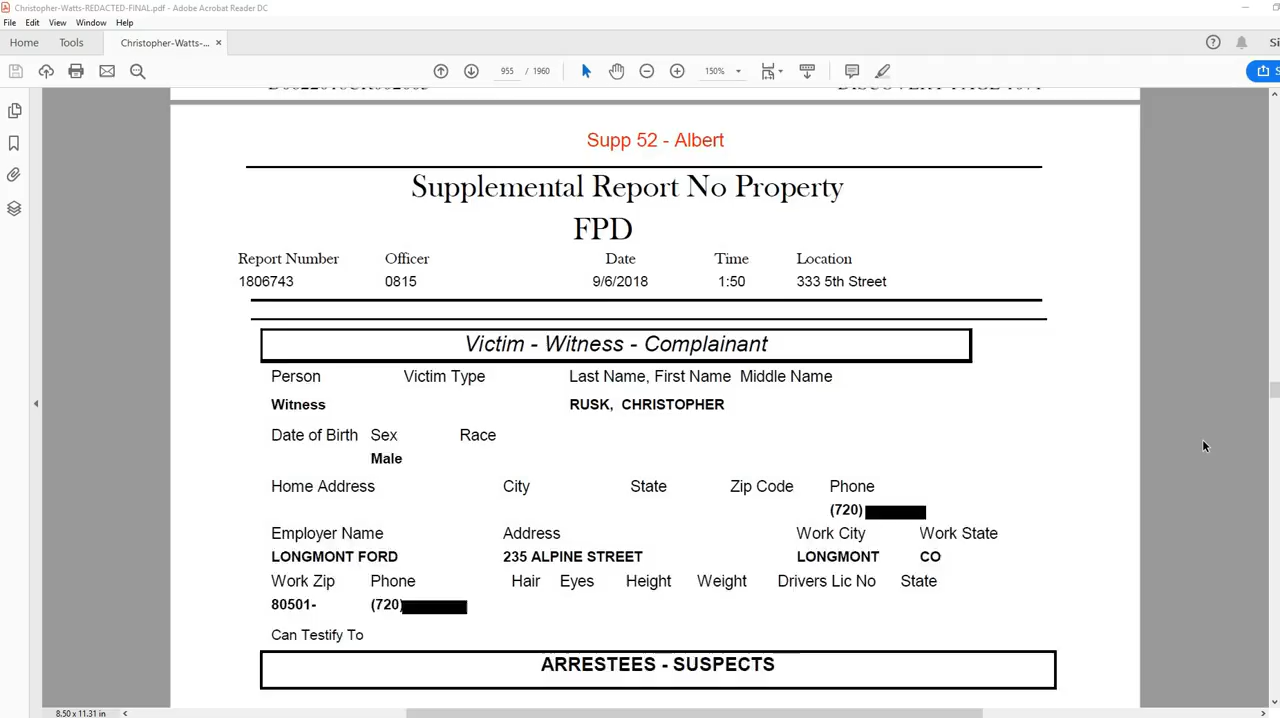 Christopher-Watts-REDACTED-FINAL.pdf - Adobe Acrobat Reader DC
File Edit View Window Help
Home Tools Christopher-Watts-... ×
955 / 1960 150%
Supp 52 - Albert
Supplemental Report No Property
FPD
Report Number Officer Date Time Location
1806743 0815 9/6/2018 1:50 333 5th Street
Victim - Witness - Complainant
Person Victim Type Last Name, First Name Middle Name
Witness RUSK, CHRISTOPHER
Date of Birth Sex Race
Male
Home Address City State Zip Code Phone
(720)
Employer Name Address Work City Work State
LONGMONT FORD 235 ALPINE STREET LONGMONT CO
Work Zip Phone Hair Eyes Height Weight Drivers Lic No State
80501- (720)
Can Testify To
ARRESTEES - SUSPECTS
8.50 x 11.31 in